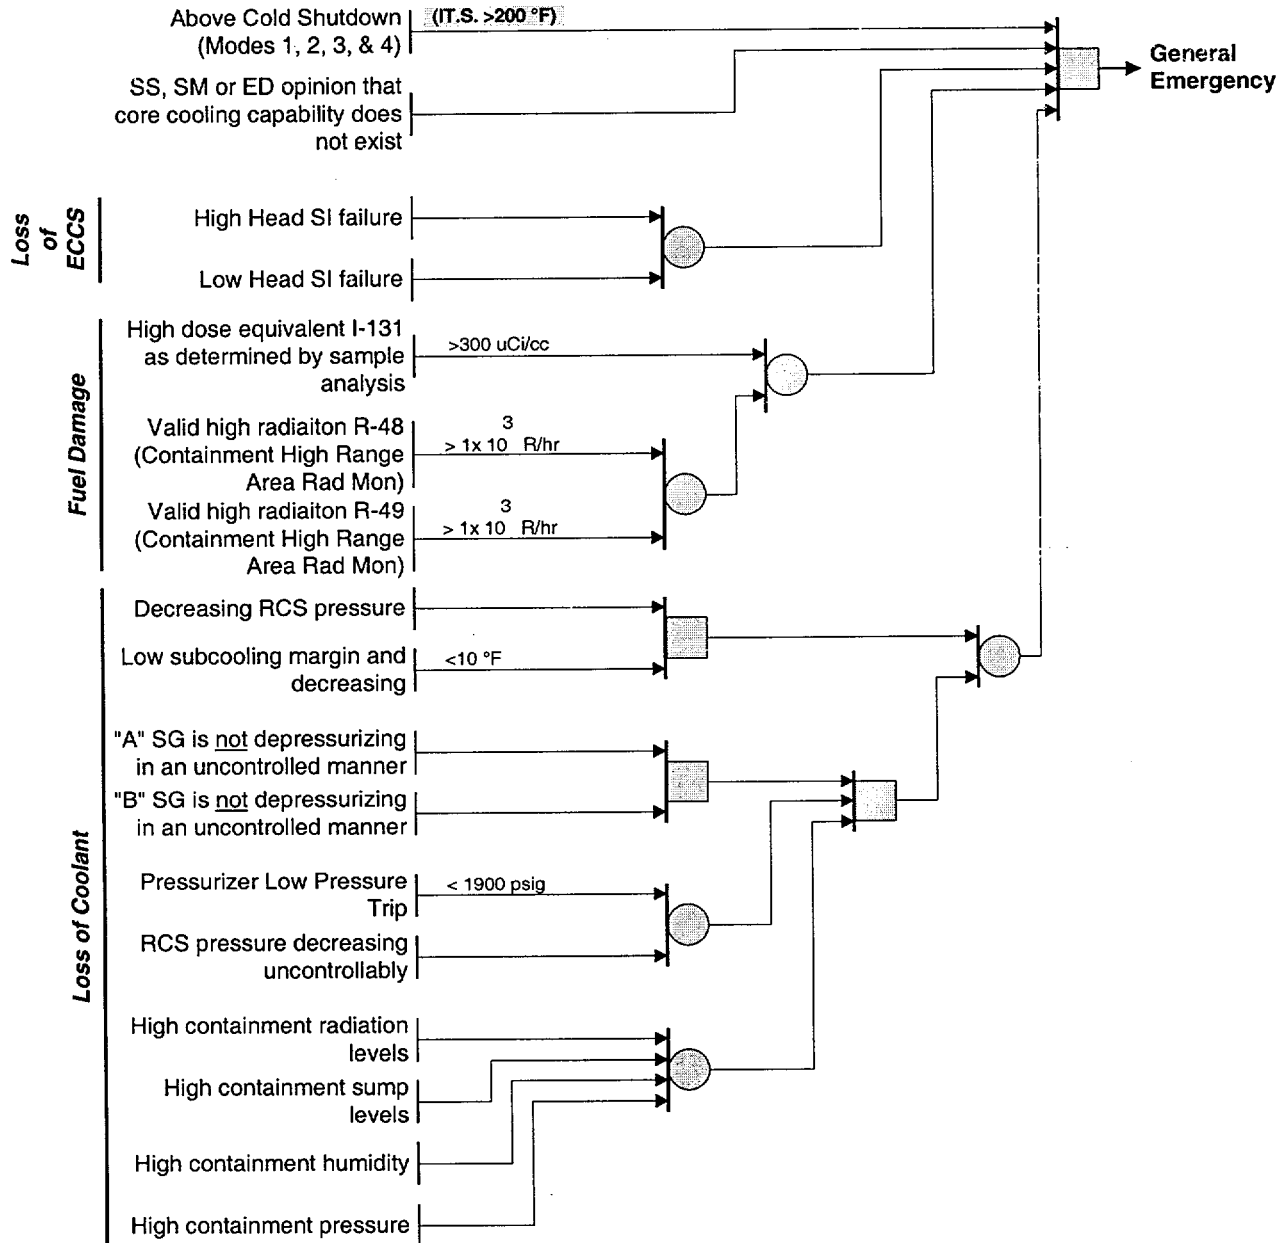 Above Cold Shutdown
(Modes 1, 2, 3, & 4)
(IT.S. >200 °F)
SS, SM or ED opinion that
core cooling capability does
not exist
General
Emergency
Loss
of
ECCS
High Head SI failure
Low Head SI failure
Fuel Damage
High dose equivalent I-131
as determined by sample
analysis
>300 uCi/cc
Valid high radiaiton R-48
(Containment High Range
Area Rad Mon)
3
> 1x 10 R/hr
Valid high radiaiton R-49
(Containment High Range
Area Rad Mon)
3
> 1x 10 R/hr
Loss of Coolant
Decreasing RCS pressure
Low subcooling margin and
decreasing
<10 °F
"A" SG is not depressurizing
in an uncontrolled manner
"B" SG is not depressurizing
in an uncontrolled manner
Pressurizer Low Pressure
Trip
< 1900 psig
RCS pressure decreasing
uncontrollably
High containment radiation
levels
High containment sump
levels
High containment humidity
High containment pressure